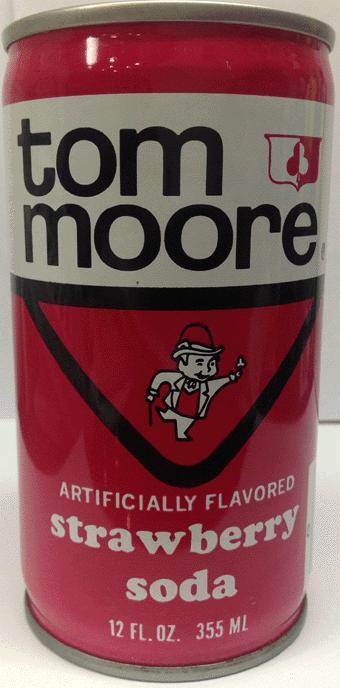 tom
moore
ARTIFICIALLY FLAVORED
strawberry
soda
12 FL. OZ. 355 ML